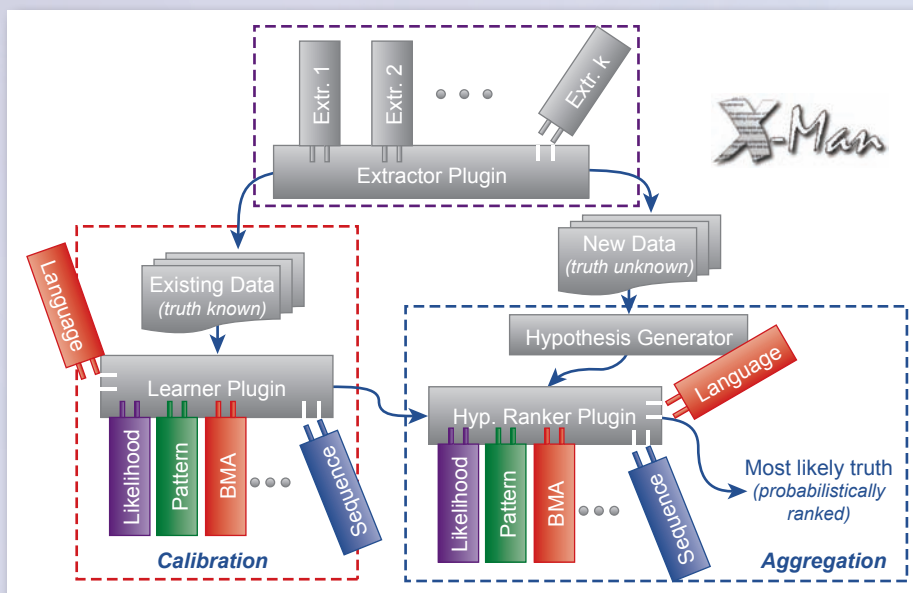 Extr. 1
Extr. 2
Extr. k
Extractor Plugin
X-Man
Existing Data
(truth known)
New Data
(truth unknown)
Language
Learner Plugin
Likelihood
Pattern
BMA
Sequence
Calibration
Hypothesis Generator
Language
Hyp. Ranker Plugin
Likelihood
Pattern
BMA
Sequence
Most likely truth
(probabilistically
ranked)
Aggregation